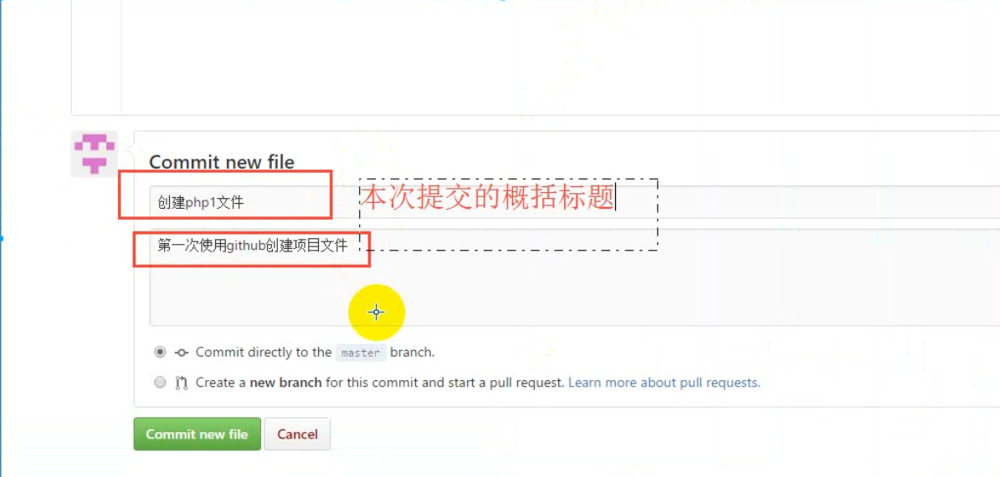 Commit new file
创建php1文件
本次提交的概括标题
第一次使用github创建项目文件
Commit directly to the master branch.
Create a new branch for this commit and start a pull request. Learn more about pull requests.
Commit new file
Cancel